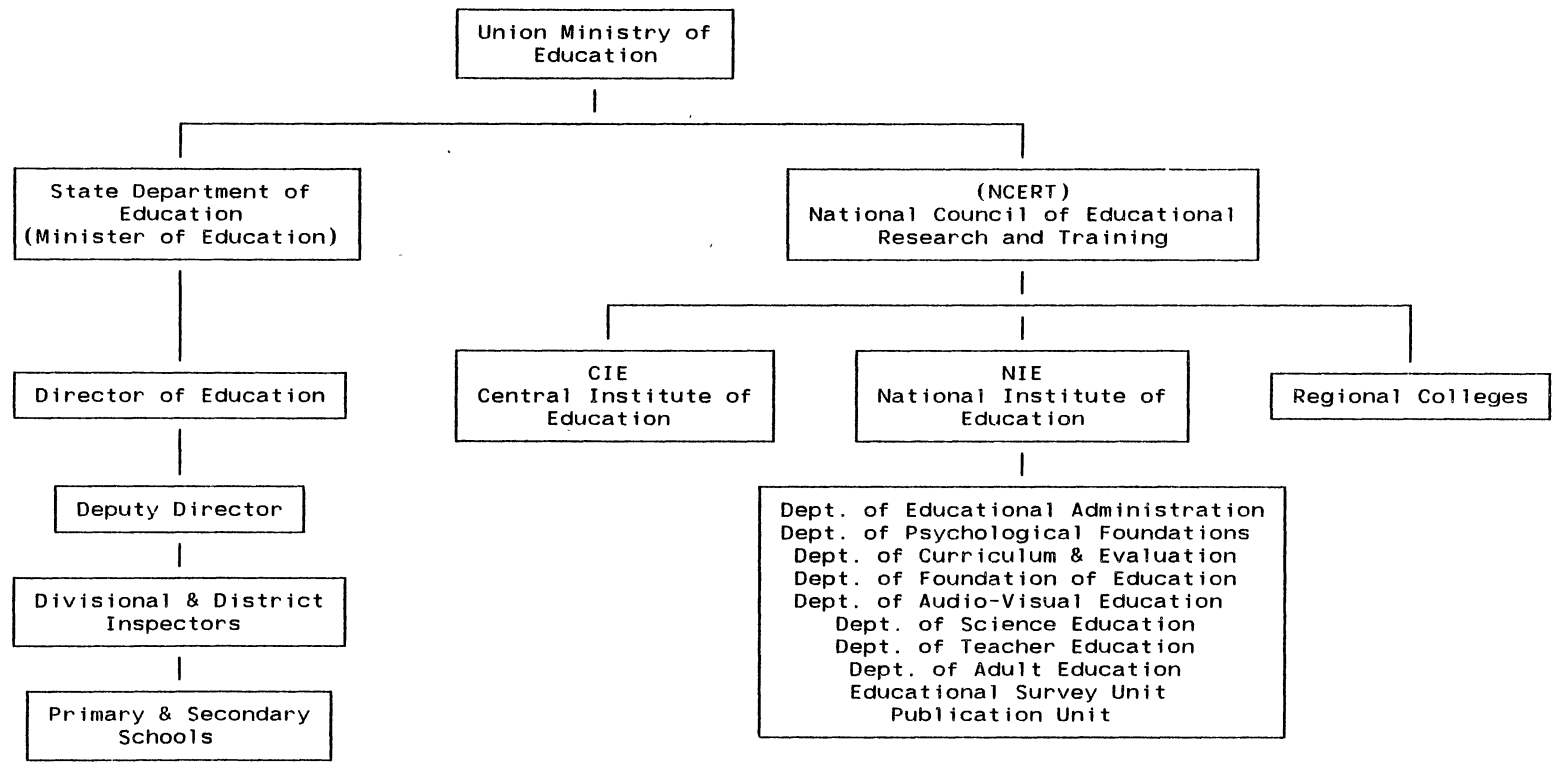 Union Ministry of
Education
State Department of
Education
(Minister of Education)
(NCERT)
National Council of Educational
Research and Training
Director of Education
CIE
Central Institute of
Education
NIE
National Institute of
Education
Regional Colleges
Deputy Director
Divisional & District
Inspectors
Primary & Secondary
Schools
Dept. of Educational Administration
Dept. of Psychological Foundations
Dept. of Curriculum & Evaluation
Dept. of Foundation of Education
Dept. of Audio-Visual Education
Dept. of Science Education
Dept. of Teacher Education
Dept. of Adult Education
Educational Survey Unit
Publication Unit